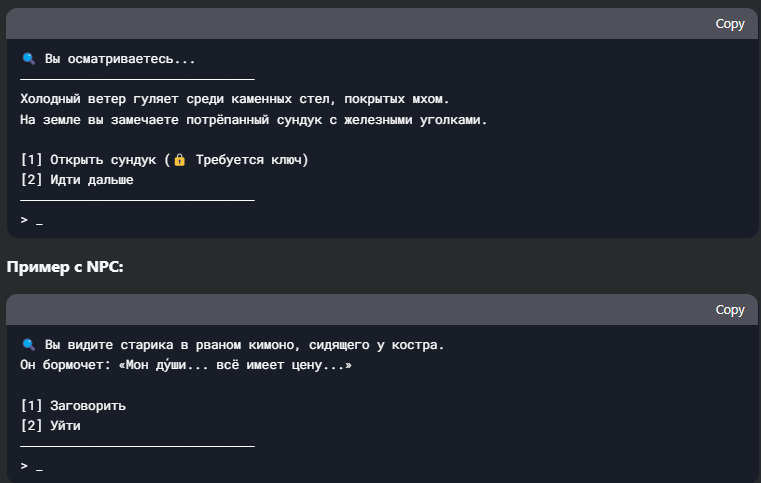 Copy
🔍 Вы осматриваетесь...
───────────────────────────────
Холодный ветер гуляет среди каменных стел, покрытых мхом.
На земле вы замечаете потрёпанный сундук с железными уголками.
[1] Открыть сундук (🔒 Требуется ключ)
[2] Идти дальше
───────────────────────────────
> _
Пример с NPC:
Copy
🔍 Вы видите старика в рваном кимоно, сидящего у костра.
Он бормочет: «Мон ду́ши... всё имеет цену...»
[1] Заговорить
[2] Уйти
───────────────────────────────
> _